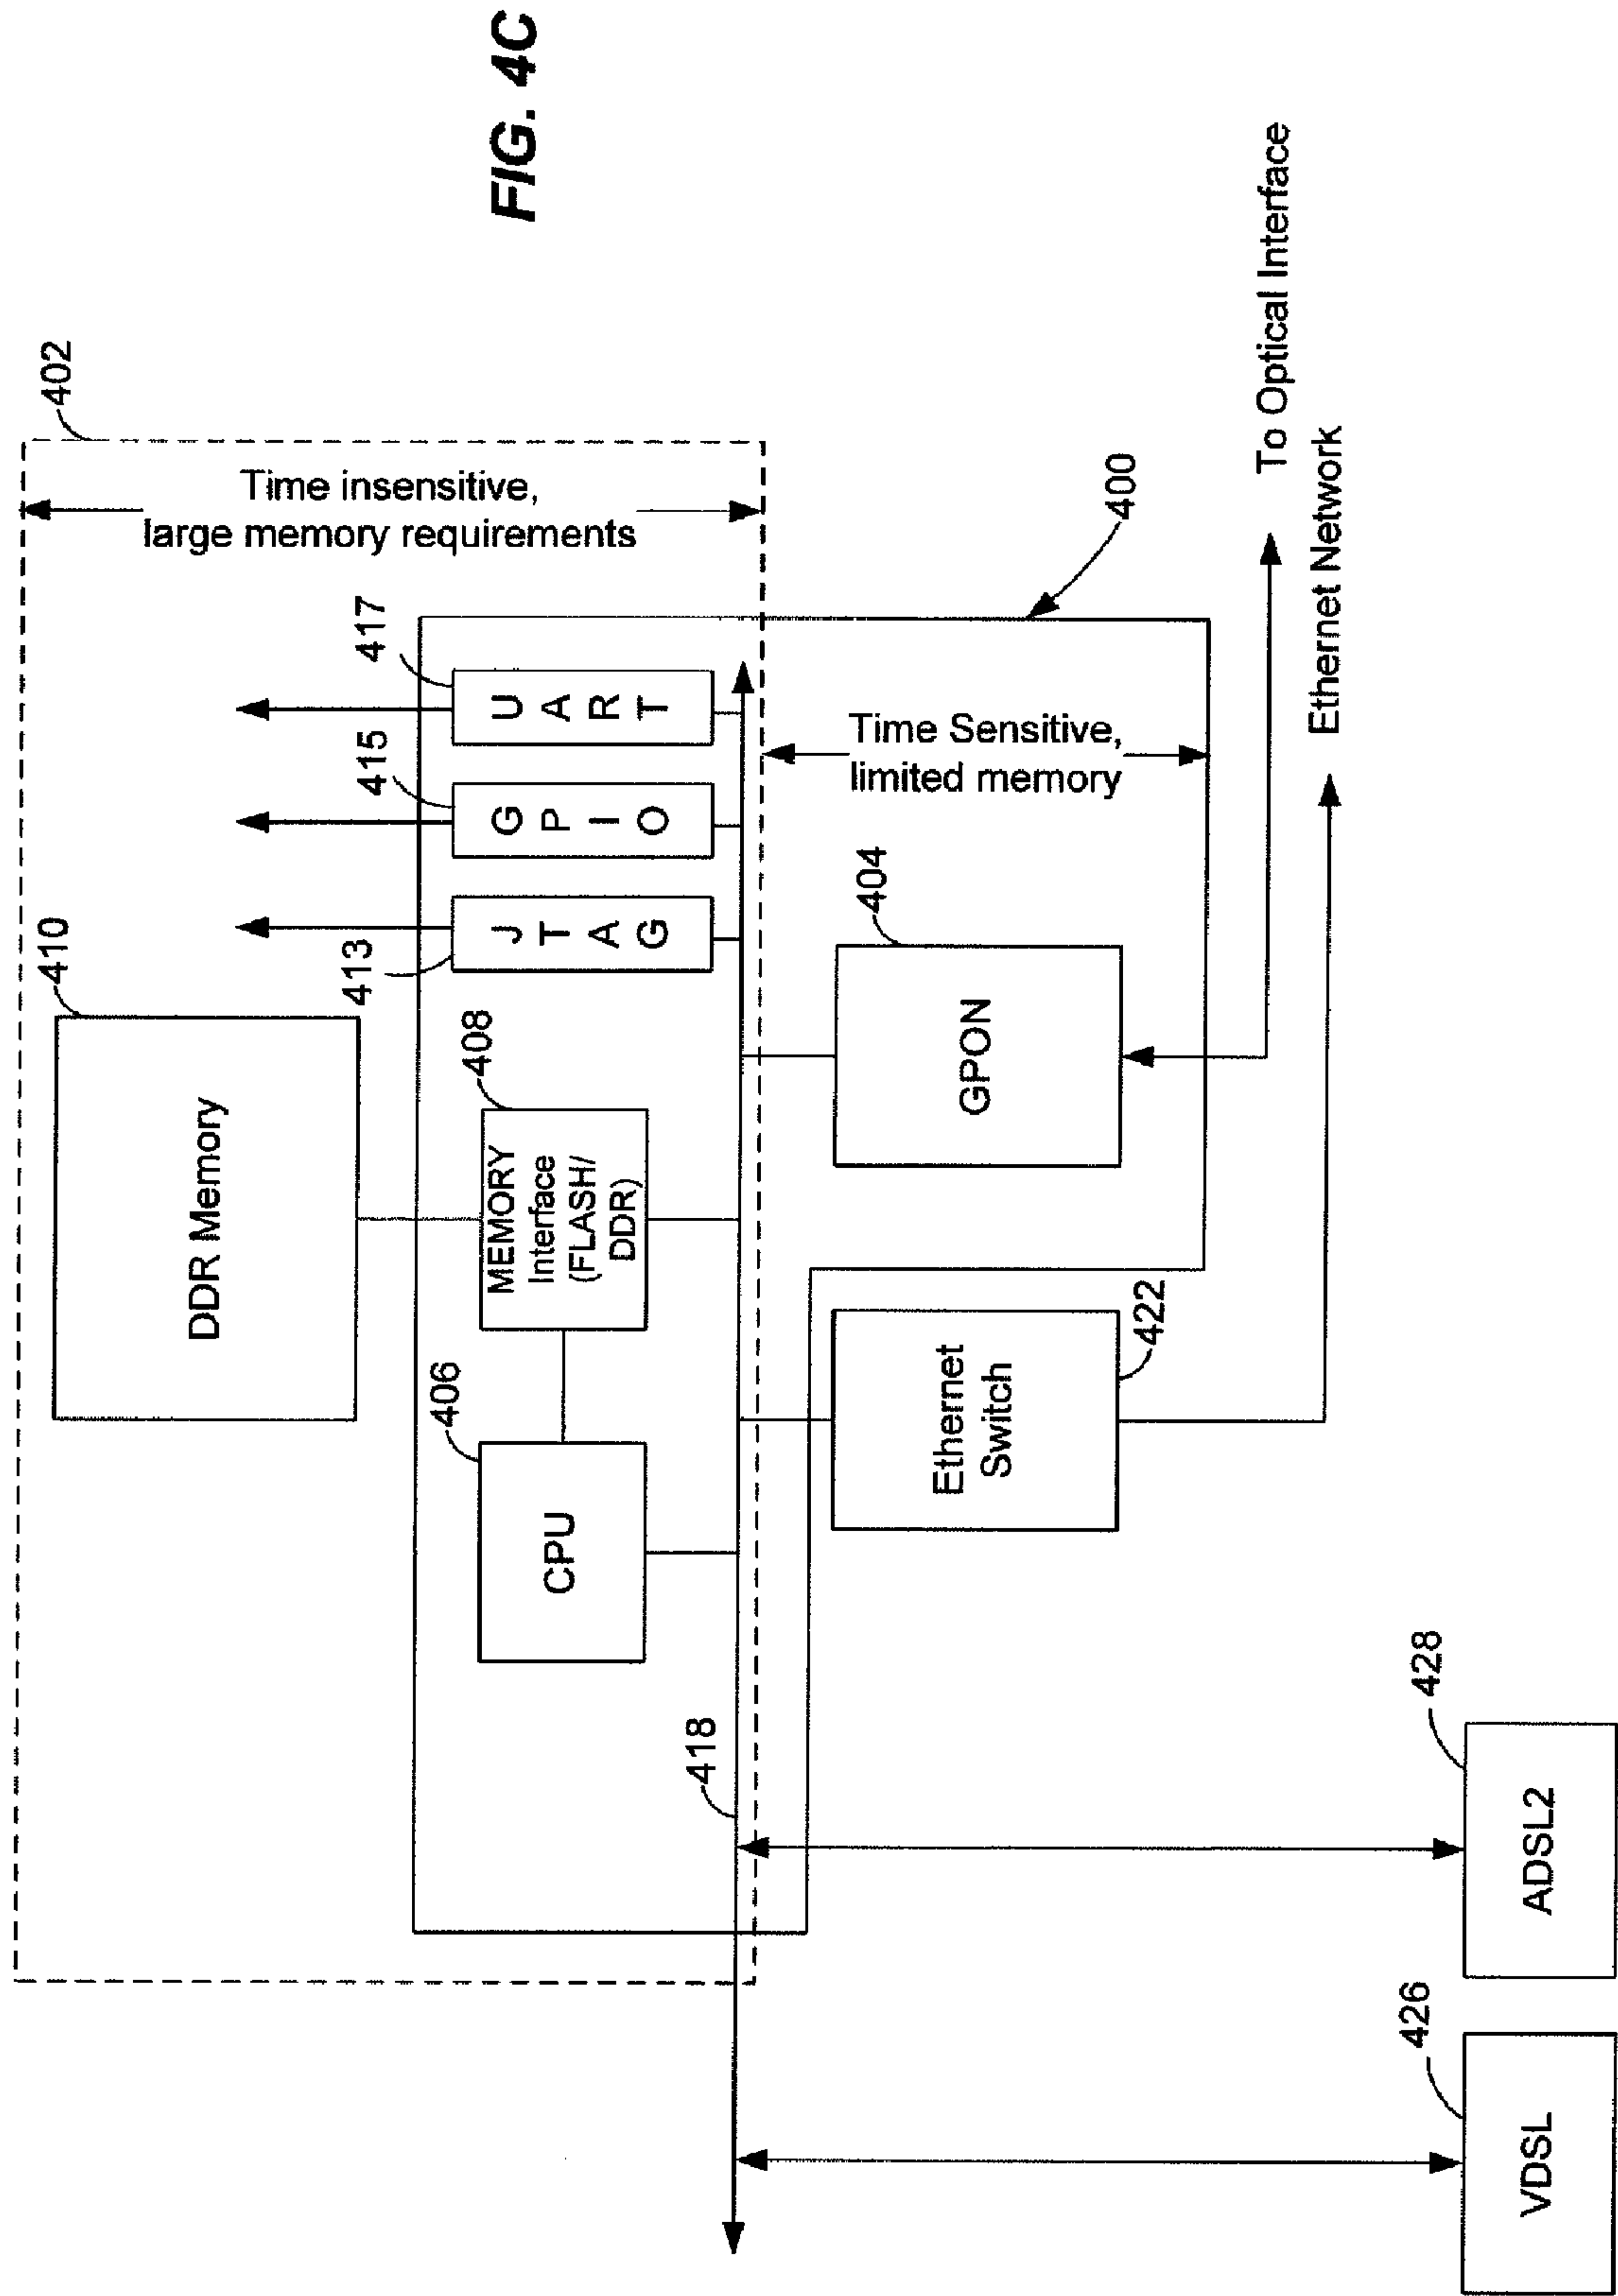 402
Time insensitive,
large memory requirements
410
DDR Memory
417
415
413
U
A
R
T
G
P
I
O
J
T
A
G
408
MEMORY
Interface
(FLASH/
DDR)
406
CPU
418
400
Time Sensitive,
limited memory
404
GPON
Ethernet
Switch
422
To Optical Interface
Ethernet Network
428
ADSL2
426
VDSL
FIG. 4C